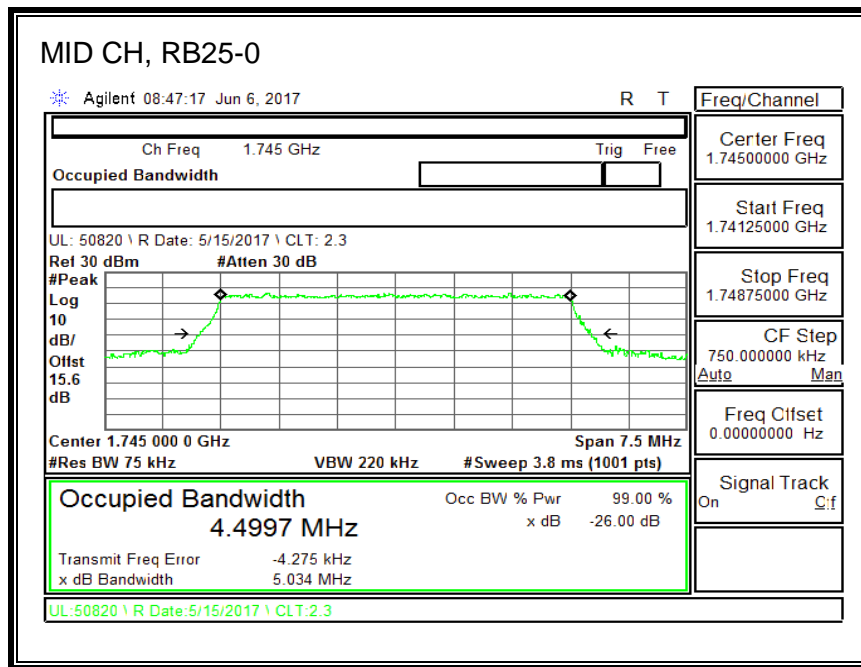 MID CH, RB25-0
Agilent 08:47:17 Jun 6, 2017 R T
Freq/Channel
Ch Freq 1.745 GHz Trig Free
Occupied Bandwidth
Center Freq
1.74500000 GHz
Start Freq
1.74125000 GHz
Stop Freq
1.74875000 GHz
CF Step
750.000000 kHz
Auto Man
Freq Offset
0.00000000 Hz
Signal Track
On Off
UL: 50820 \ R Date: 5/15/2017 \ CLT: 2.3
Ref 30 dBm #Atten 30 dB
#Peak
Log
10
dB/
Offst
15.6
dB
Center 1.745 000 0 GHz Span 7.5 MHz
#Res BW 75 kHz VBW 220 kHz #Sweep 3.8 ms (1001 pts)
Occupied Bandwidth Occ BW % Pwr 99.00 %
4.4997 MHz x dB -26.00 dB
Transmit Freq Error -4.275 kHz
x dB Bandwidth 5.034 MHz
UL:50820 \ R Date:5/15/2017 \ CLT:2.3